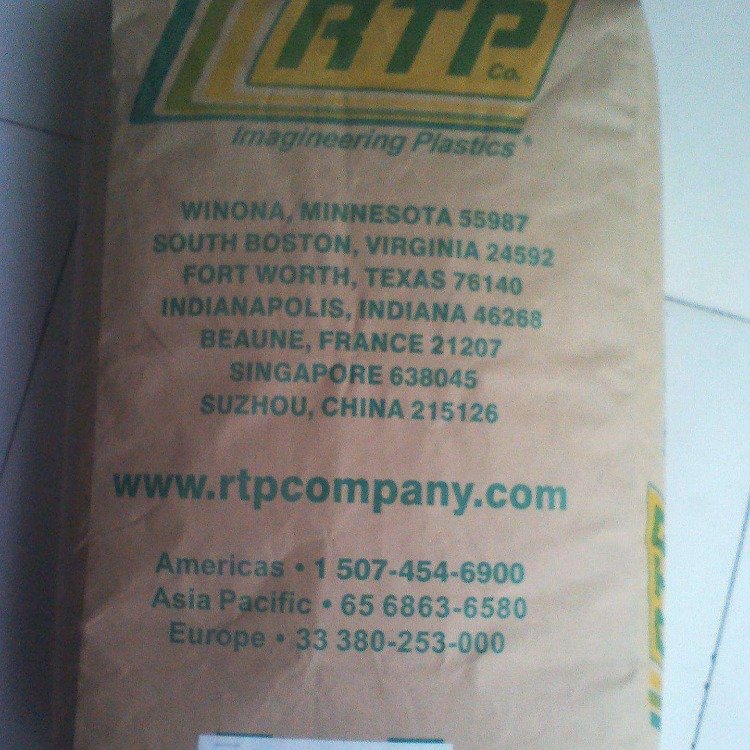 RTP Co.
Imagineering Plastics®
WINONA, MINNESOTA 55987
SOUTH BOSTON, VIRGINIA 24592
FORT WORTH, TEXAS 76140
INDIANAPOLIS, INDIANA 46268
BEAUNE, FRANCE 21207
SINGAPORE 638045
SUZHOU, CHINA 215126
www.rtpcompany.com
Americas • 1 507-454-6900
Asia Pacific • 65 6863-6580
Europe • 33 380-253-000